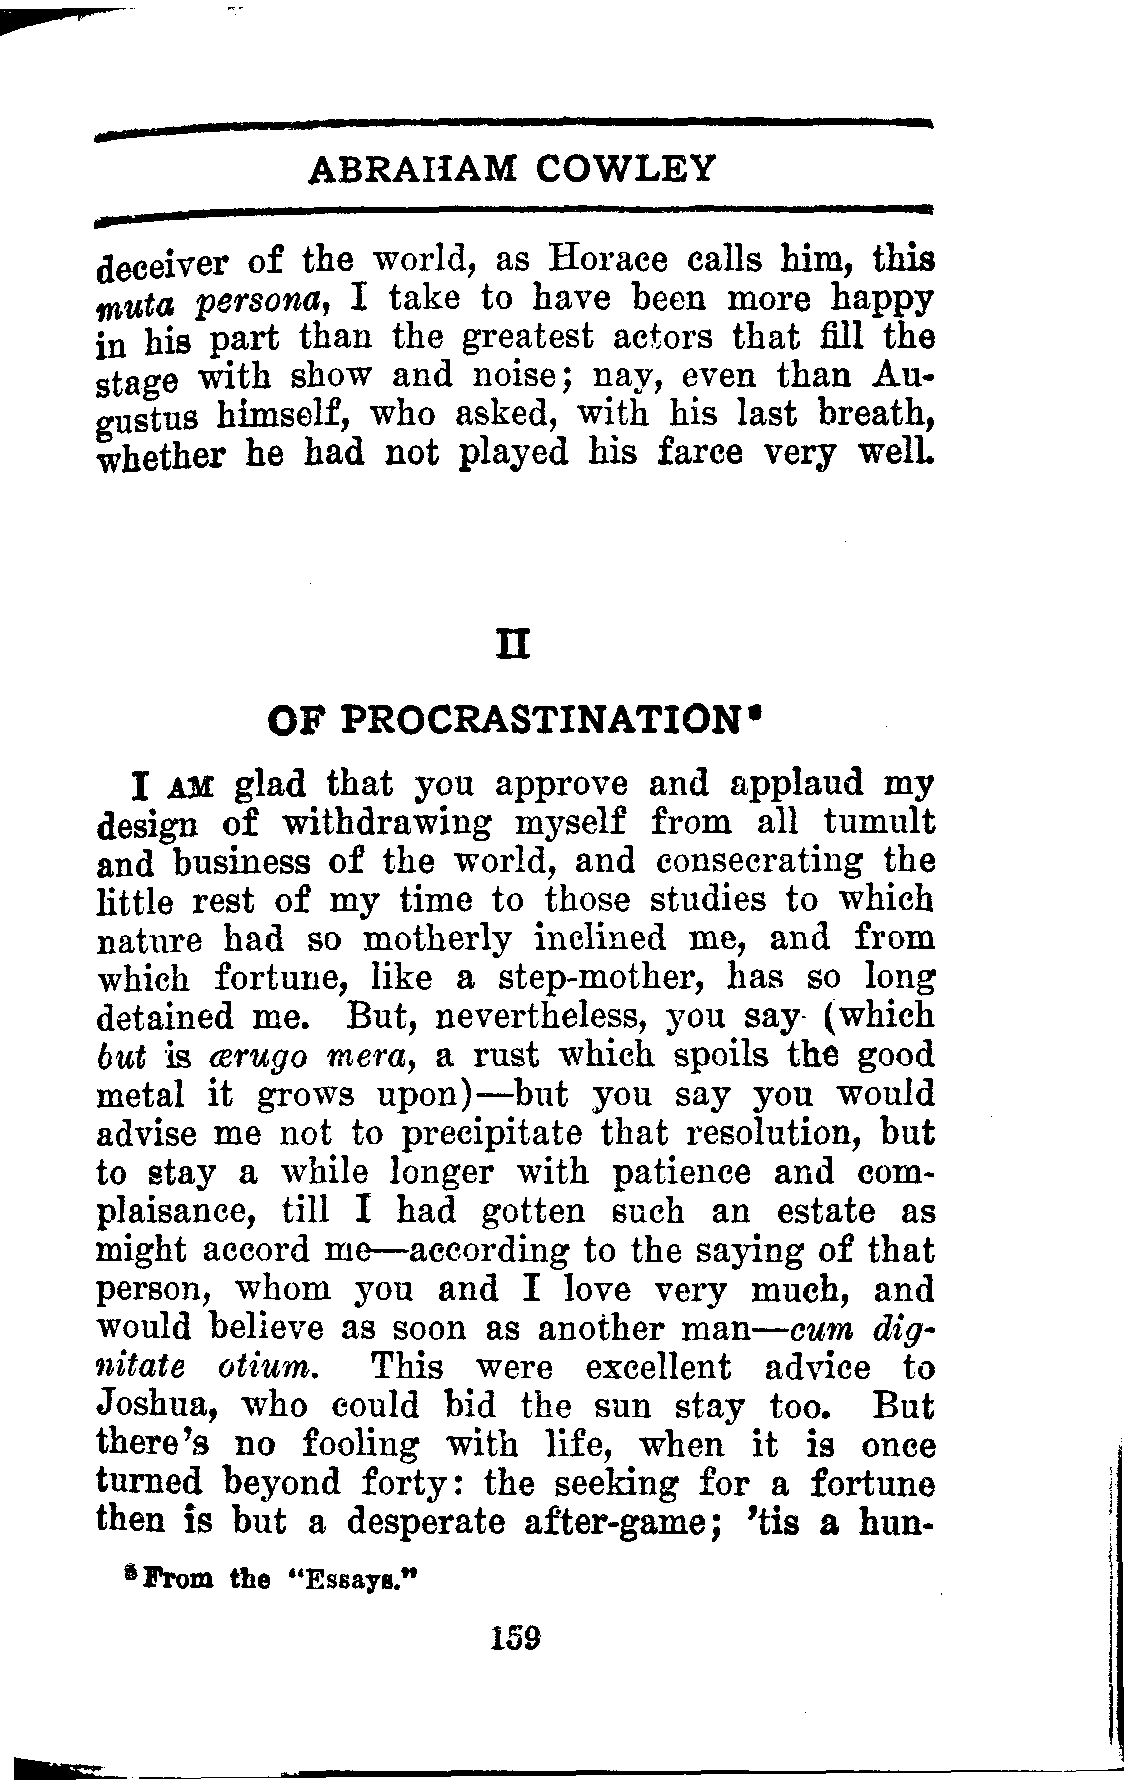 ABRAHAM COWLEY
deceiver of the world, as Horace calls him, this
muta persona, I take to have been more happy
in his part than the greatest actors that fill the
stage with show and noise; nay, even than Au-
gustus himself, who asked, with his last breath,
whether he had not played his farce very well.
II
OF PROCRASTINATION⁸
I AM glad that you approve and applaud my
design of withdrawing myself from all tumult
and business of the world, and consecrating the
little rest of my time to those studies to which
nature had so motherly inclined me, and from
which fortune, like a step-mother, has so long
detained me. But, nevertheless, you say (which
but is ærugo mera, a rust which spoils the good
metal it grows upon)—but you say you would
advise me not to precipitate that resolution, but
to stay a while longer with patience and com-
plaisance, till I had gotten such an estate as
might accord me—according to the saying of that
person, whom you and I love very much, and
would believe as soon as another man—cum dig-
nitate otium. This were excellent advice to
Joshua, who could bid the sun stay too. But
there's no fooling with life, when it is once
turned beyond forty: the seeking for a fortune
then is but a desperate after-game; 'tis a hun-
⁸ From the "Essays."
159